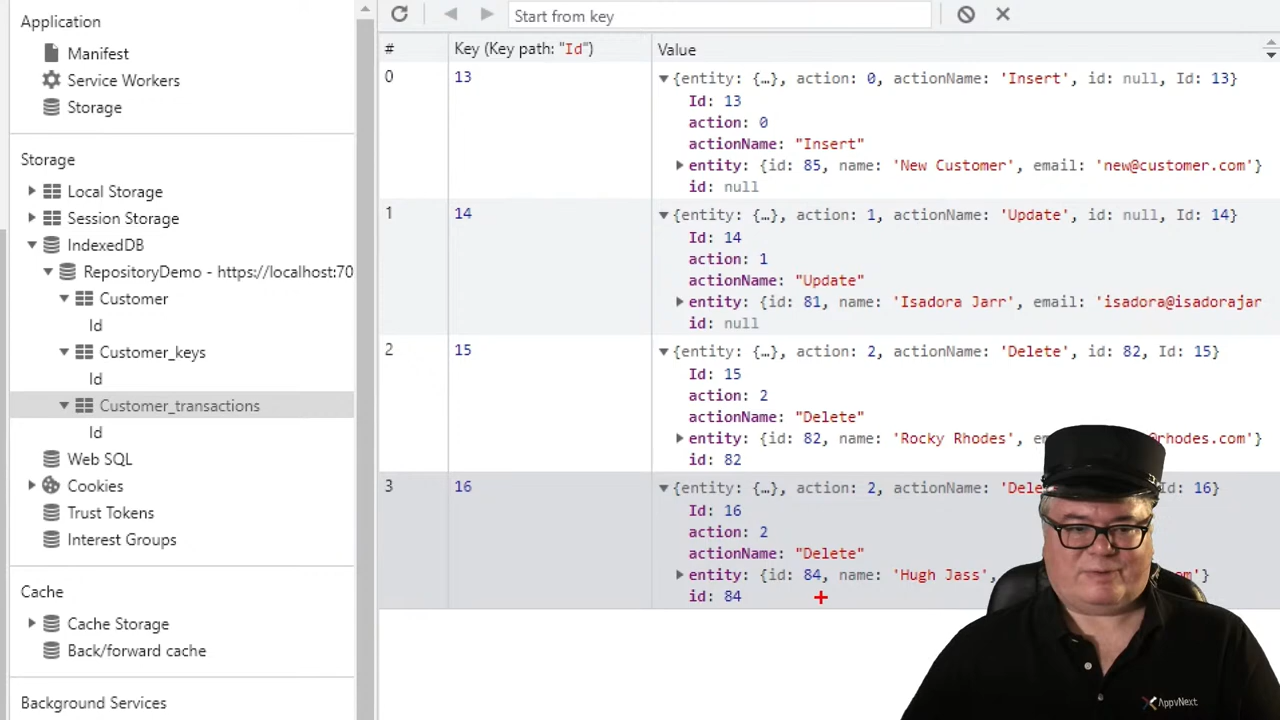 Application
Manifest
Service Workers
Storage
Storage
Local Storage
Session Storage
IndexedDB
RepositoryDemo - https://localhost:70
Customer
Id
Customer_keys
Id
Customer_transactions
Id
Web SQL
Cookies
Trust Tokens
Interest Groups
Cache
Cache Storage
Back/forward cache
Background Services
Start from key
# Key (Key path: "Id") Value
0 13 {entity: {…}, action: 0, actionName: 'Insert', id: null, Id: 13}
Id: 13
action: 0
actionName: "Insert"
entity: {id: 85, name: 'New Customer', email: 'new@customer.com'}
id: null
1 14 {entity: {…}, action: 1, actionName: 'Update', id: null, Id: 14}
Id: 14
action: 1
actionName: "Update"
entity: {id: 81, name: 'Isadora Jarr', email: 'isadora@isadorajar
id: null
2 15 {entity: {…}, action: 2, actionName: 'Delete', id: 82, Id: 15}
Id: 15
action: 2
actionName: "Delete"
entity: {id: 82, name: 'Rocky Rhodes', @rhodes.com'}
id: 82
3 16 {entity: {…}, action: 2, actionName: Id: 16}
Id: 16
action: 2
actionName: "Delete"
entity: {id: 84, name: 'Hugh Jass', '}
id: 84
AppvNext